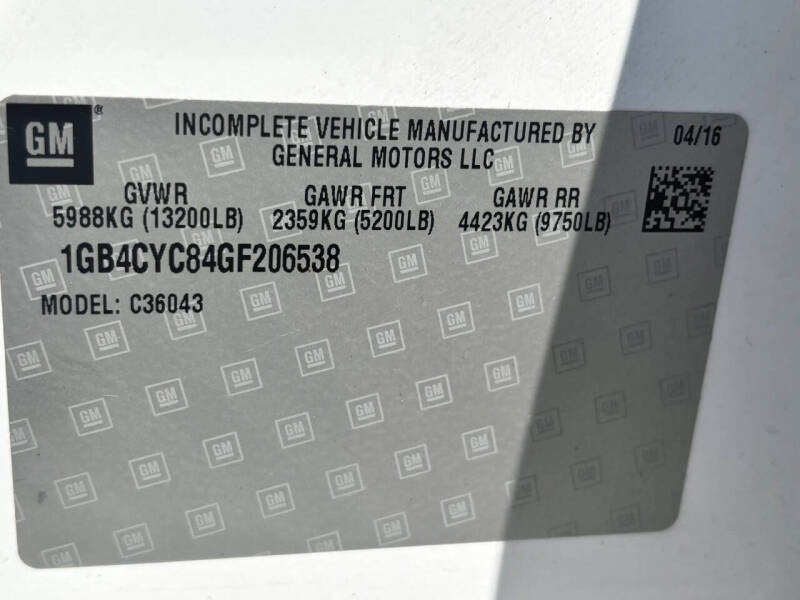 GM ®
INCOMPLETE VEHICLE MANUFACTURED BY
GENERAL MOTORS LLC
04/16
GVWR GAWR FRT GAWR RR
5988KG (13200LB) 2359KG (5200LB) 4423KG (9750LB)
1GB4CYC84GF206538
MODEL: C36043